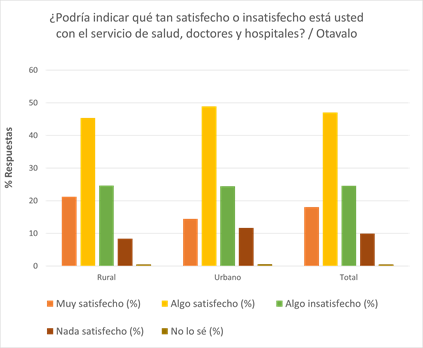 ¿Podría indicar qué tan satisfecho o insatisfecho está usted
con el servicio de salud, doctores y hospitales? / Otavalo
% Respuestas
60
50
40
30
20
10
0
Rural
Urbano
Total
Muy satisfecho (%)
Algo satisfecho (%)
Algo insatisfecho (%)
Nada satisfecho (%)
No lo sé (%)